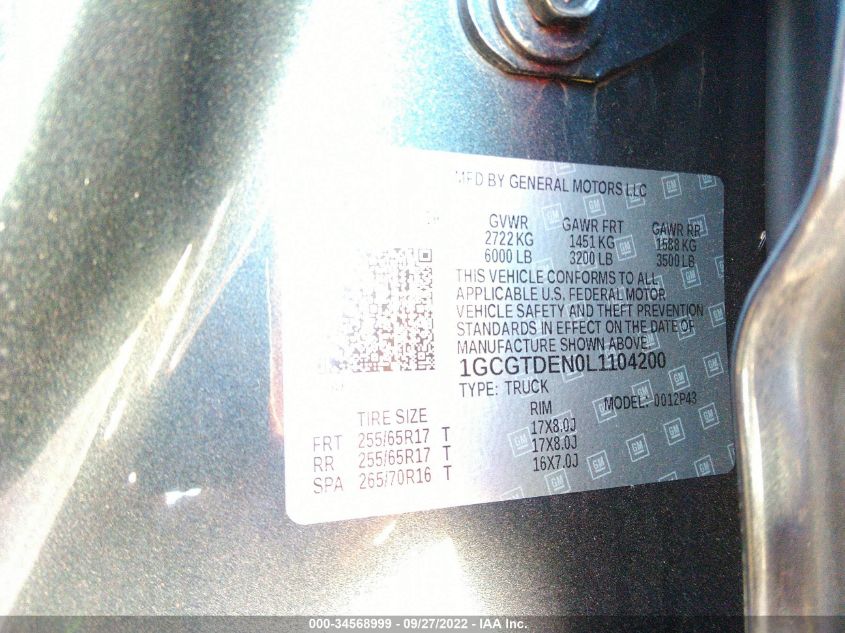 MFD BY GENERAL MOTORS LLC
GVWR GAWR FRT GAWR RR
2722 KG 1451 KG 1588 KG
6000 LB 3200 LB 3500 LB
THIS VEHICLE CONFORMS TO ALL
APPLICABLE U.S. FEDERAL MOTOR
VEHICLE SAFETY AND THEFT PREVENTION
STANDARDS IN EFFECT ON THE DATE OF
MANUFACTURE SHOWN ABOVE.
1GCGTDEN0L1104200
TYPE: TRUCK MODEL: 0012P43
TIRE SIZE RIM
FRT 255/65R17 T 17X8.0J
RR 255/65R17 T 17X8.0J
SPA 265/70R16 T 16X7.0J
000-34568999 - 09/27/2022 - IAA Inc.